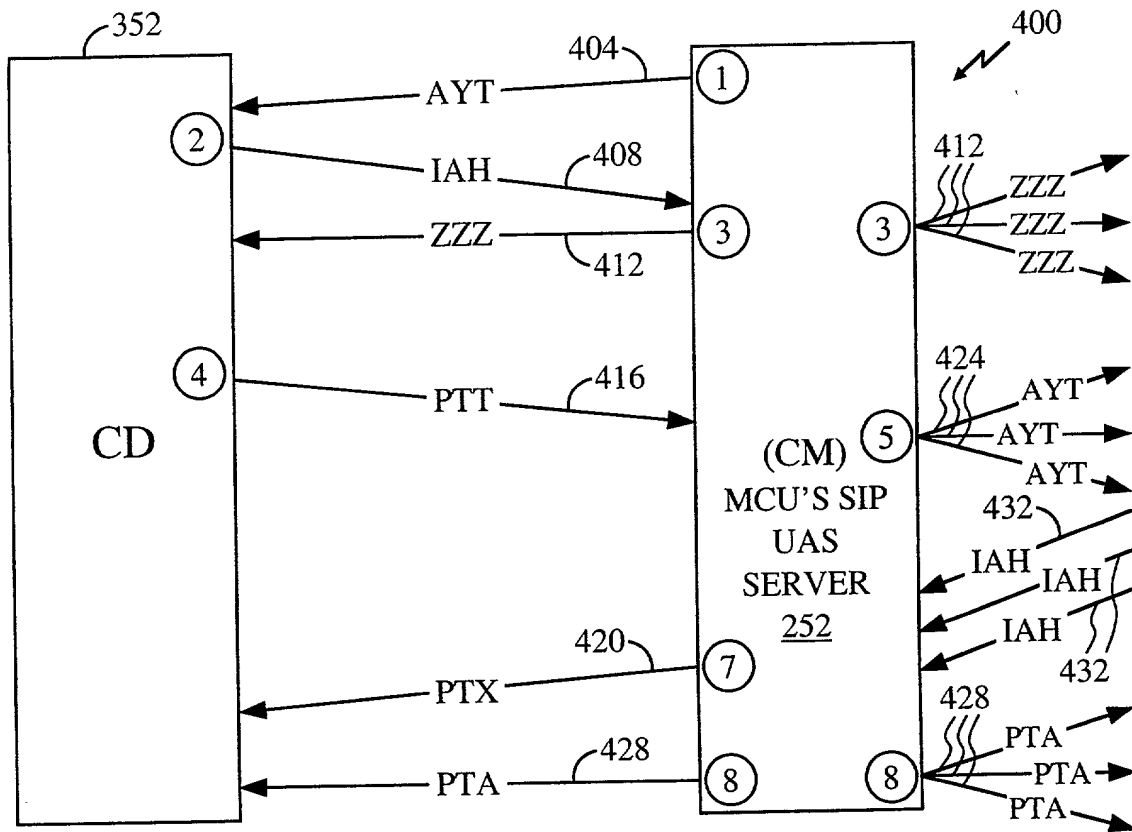 352
404
1
400
AYT
2
408
412
IAH
ZZZ
ZZZ
3
3
ZZZ
ZZZ
412
4
416
424
PTT
AYT
CD
5
AYT
(CM)
AYT
MCU'S SIP
432
UAS
IAH
SERVER
IAH
252
IAH
420
7
432
PTX
428
428
PTA
PTA
8
8
PTA
PTA